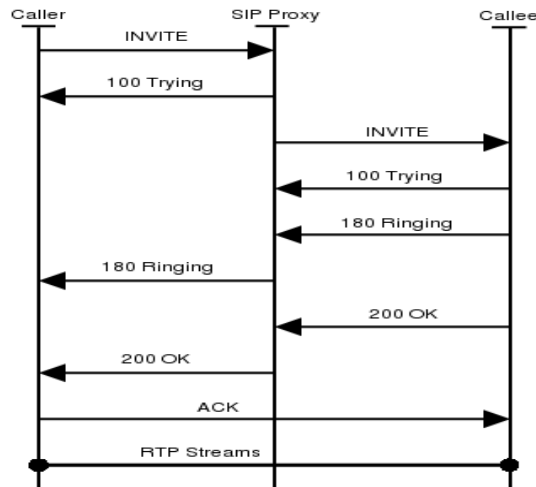 Caller SIP Proxy Callee
INVITE
100 Trying
INVITE
100 Trying
180 Ringing
180 Ringing
200 OK
200 OK
ACK
RTP Streams